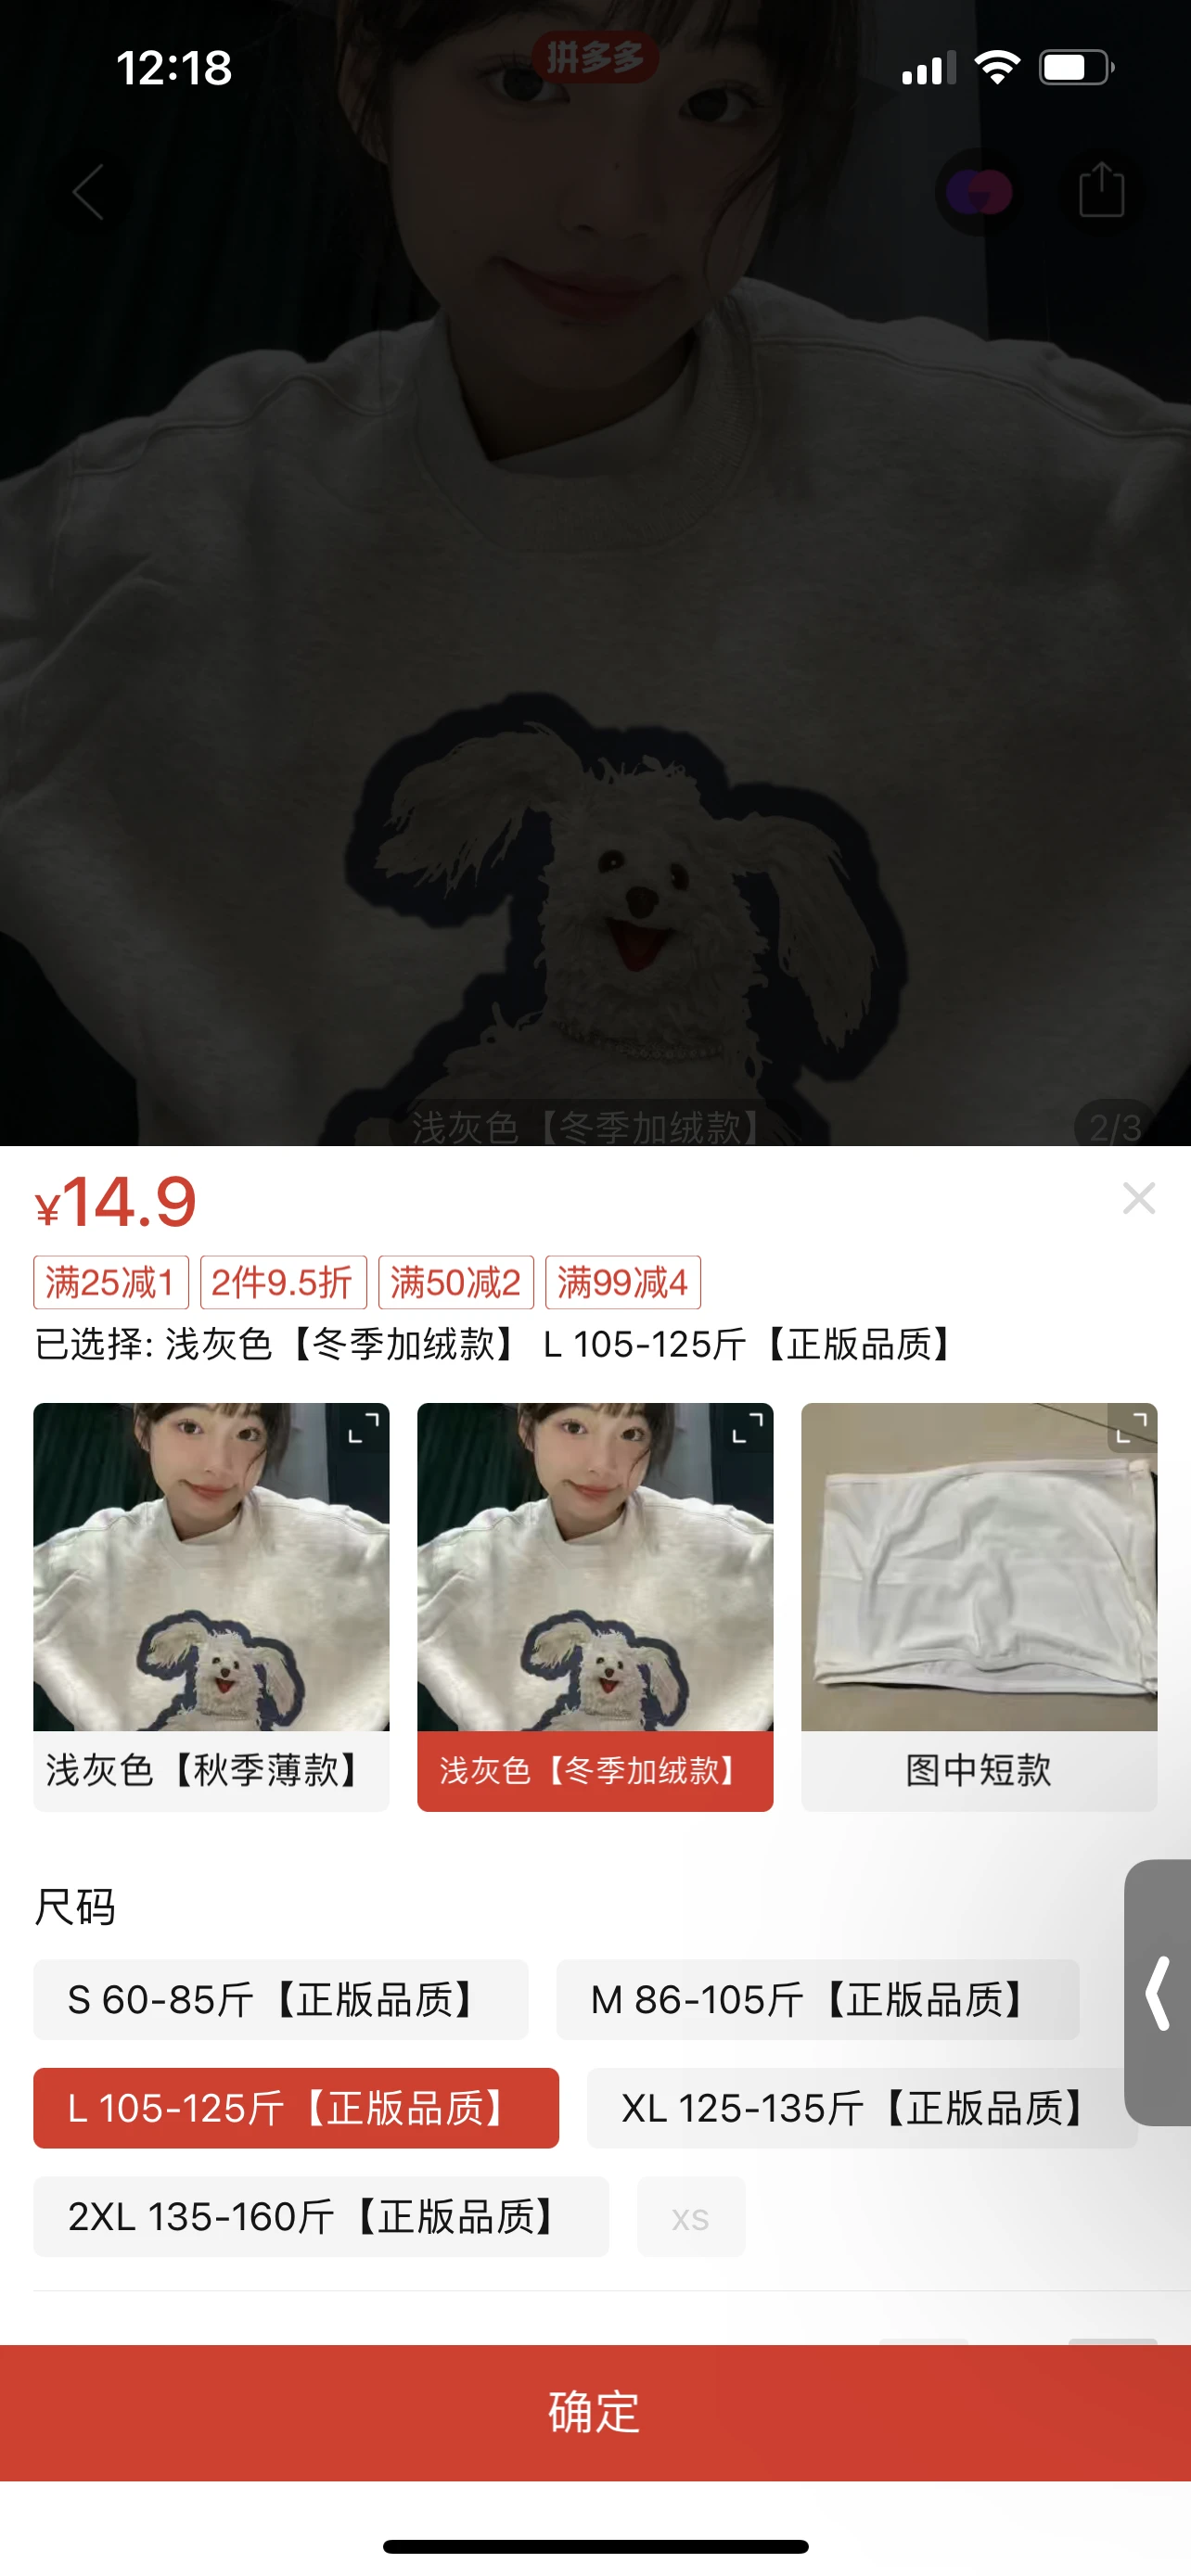 12:18
拼多多
浅灰色【冬季加绒款】
2/3
¥14.9
满25减1 2件9.5折 满50减2 满99减4
已选择: 浅灰色【冬季加绒款】 L 105-125斤【正版品质】
浅灰色【秋季薄款】 浅灰色【冬季加绒款】 图中短款
尺码
S 60-85斤【正版品质】 M 86-105斤【正版品质】
L 105-125斤【正版品质】 XL 125-135斤【正版品质】
2XL 135-160斤【正版品质】 xs
确定